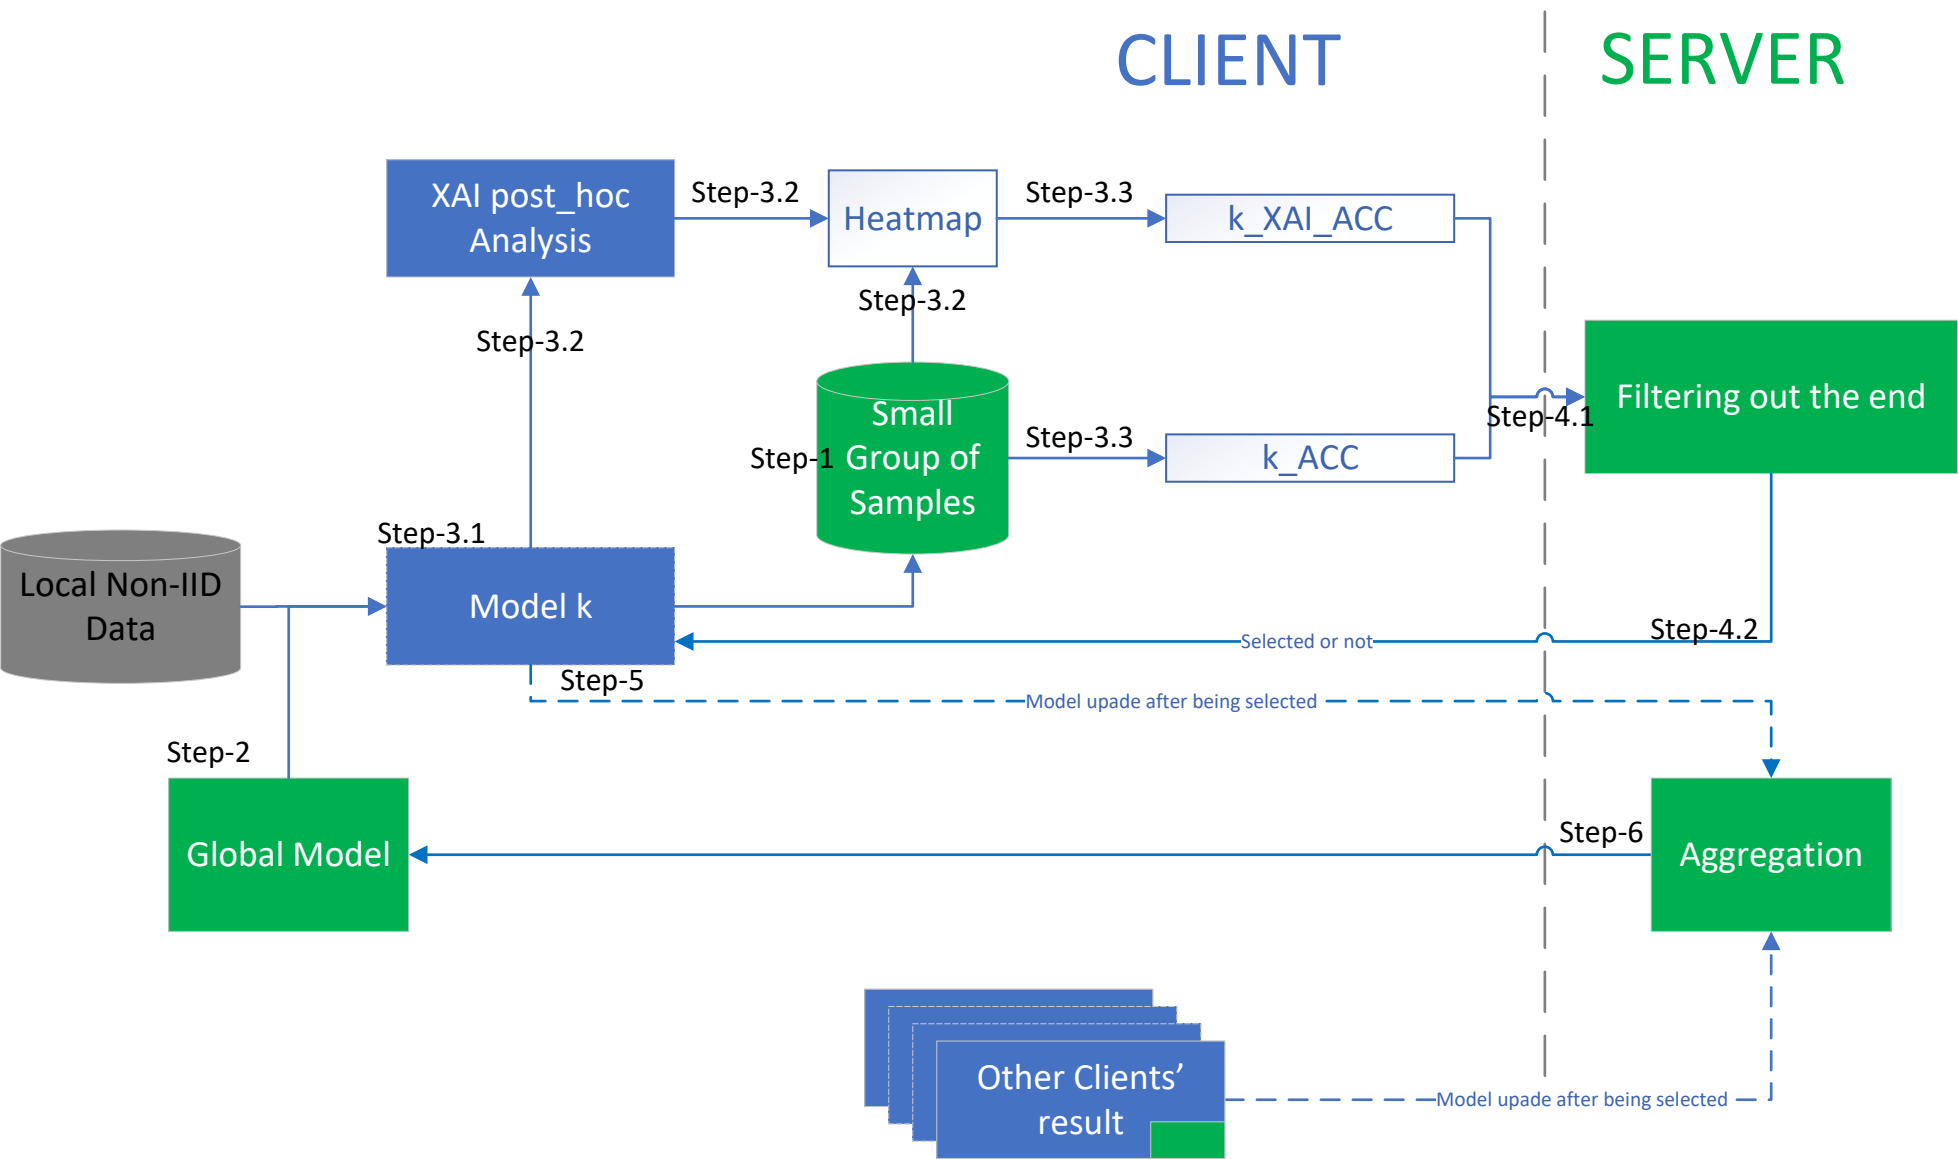 CLIENT
SERVER
XAI post_hoc
Analysis
Step-3.2
Heatmap
Step-3.3
k_XAI_ACC
Step-3.2
Step-3.2
Small
Group of
Samples
Step-1
Step-3.3
k_ACC
Step-4.1
Filtering out the end
Local Non-IID
Data
Step-3.1
Model k
Selected or not
Step-4.2
Step-5
Model upade after being selected
Step-2
Global Model
Step-6
Aggregation
Other Clients’
result
Model upade after being selected